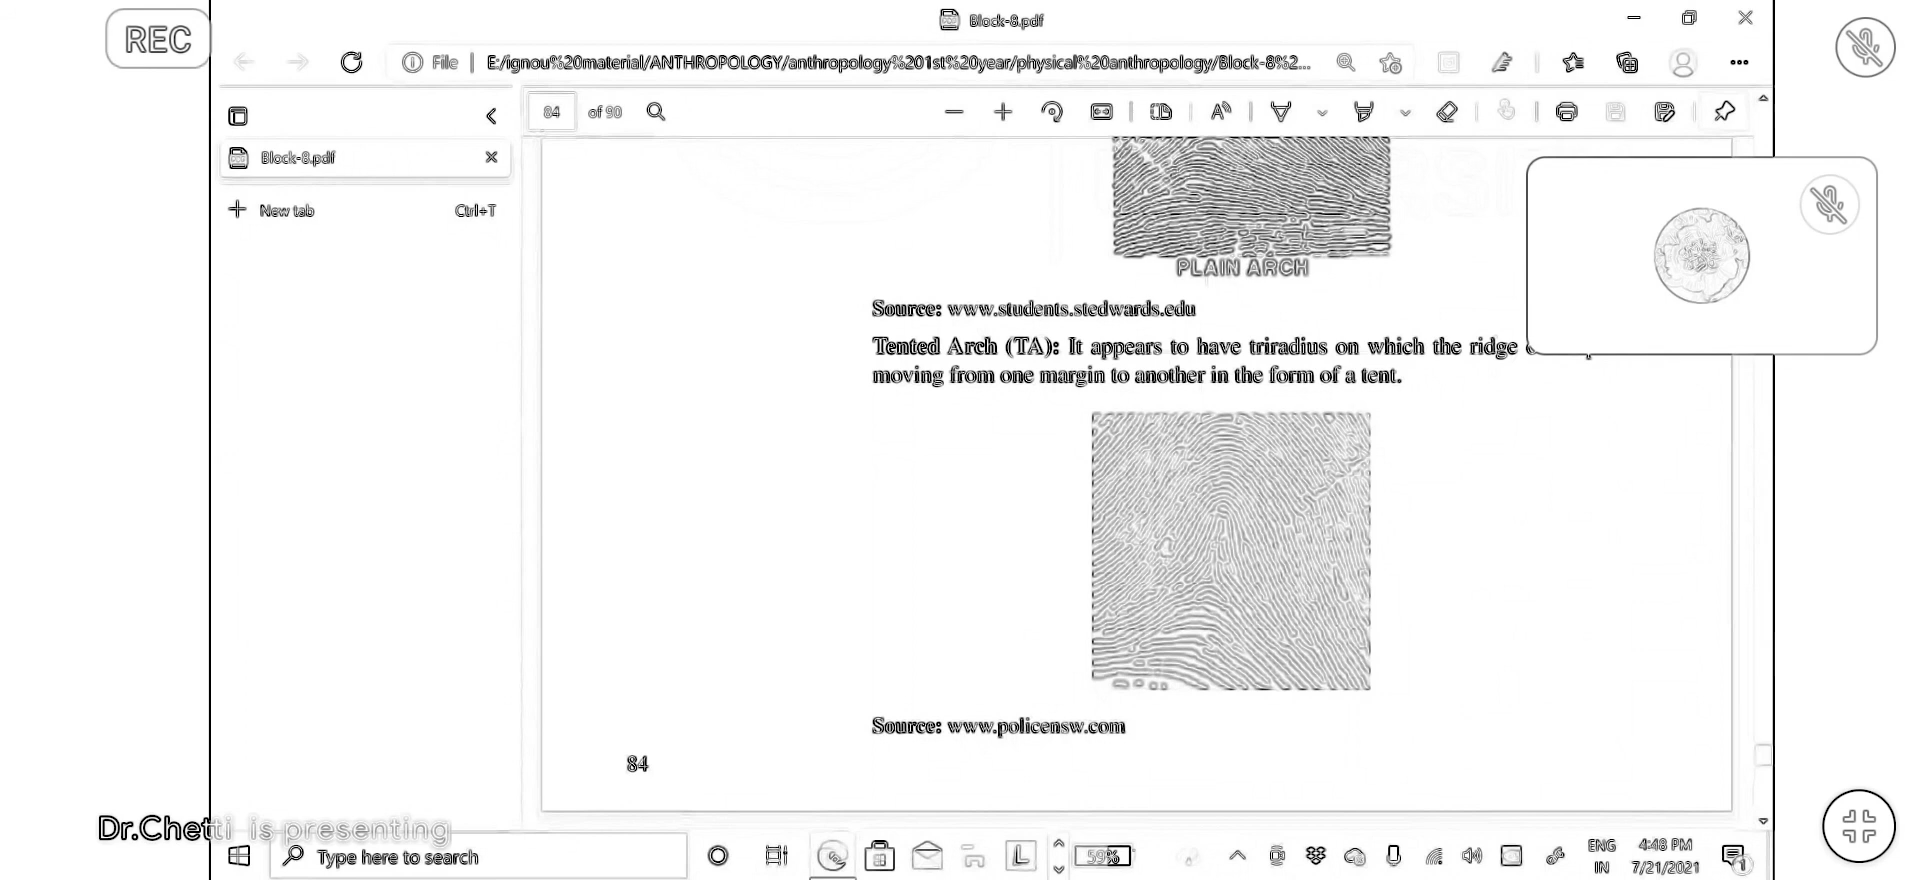 REC
Block-8.pdf
File
E:/ignou%20material/ANTHROPOLOGY/anthropology%201st%20year/physical%20anthropology/Block-8%2...
84 of 90
Block-8.pdf
New tab Ctrl+T
PLAIN ARCH
Source: www.students.stedwards.edu
Tented Arch (TA): It appears to have triradius on which the ridge
moving from one margin to another in the form of a tent.
Source: www.policensw.com
84
Dr.Chetti is presenting
Type here to search
59%
ENG
IN
4:48 PM
7/21/2021
1